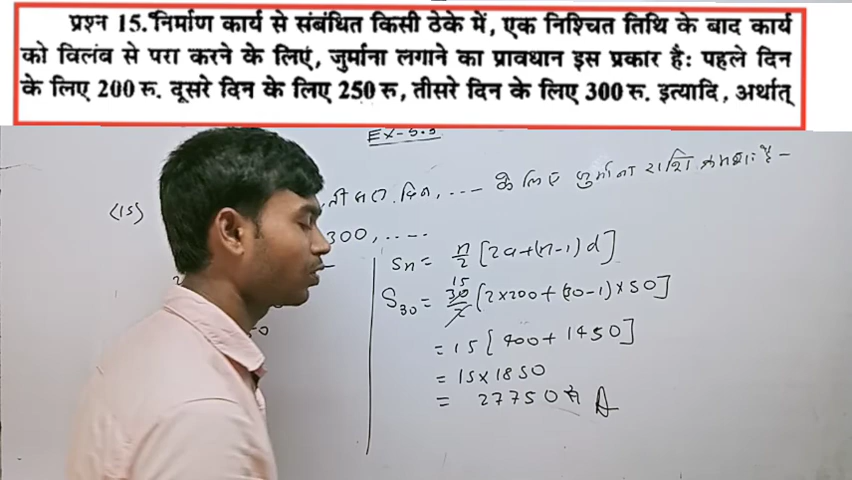 प्रश्न 15. निर्माण कार्य से संबंधित किसी ठेके में, एक निश्चित तिथि के बाद कार्य
को विलंव से परा करने के लिएं, जुर्माना लगाने का प्रावधान इस प्रकार है: पहले दिन
के लिए 200 रू. दूसरे दिन के लिए 250 रू, तीसरे दिन के लिए 300 रू. इत्यादि, अर्थात्
EX-5.3
(15) दिन, .... के लिए जुर्माना राशि क्रमशः है -
300, ....
Sn = n/2 [2a+(n-1)d]
S30 = 30/2 15 [2×200+(30-1)×50]
= 15[400+1450]
= 15×1850
= 27750 रू A